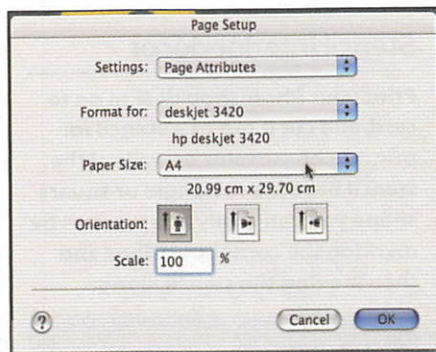 Page Setup
Settings: Page Attributes
Format for: deskjet 3420
hp deskjet 3420
Paper Size: A4
20.99 cm x 29.70 cm
Orientation:
Scale: 100 %
? Cancel OK